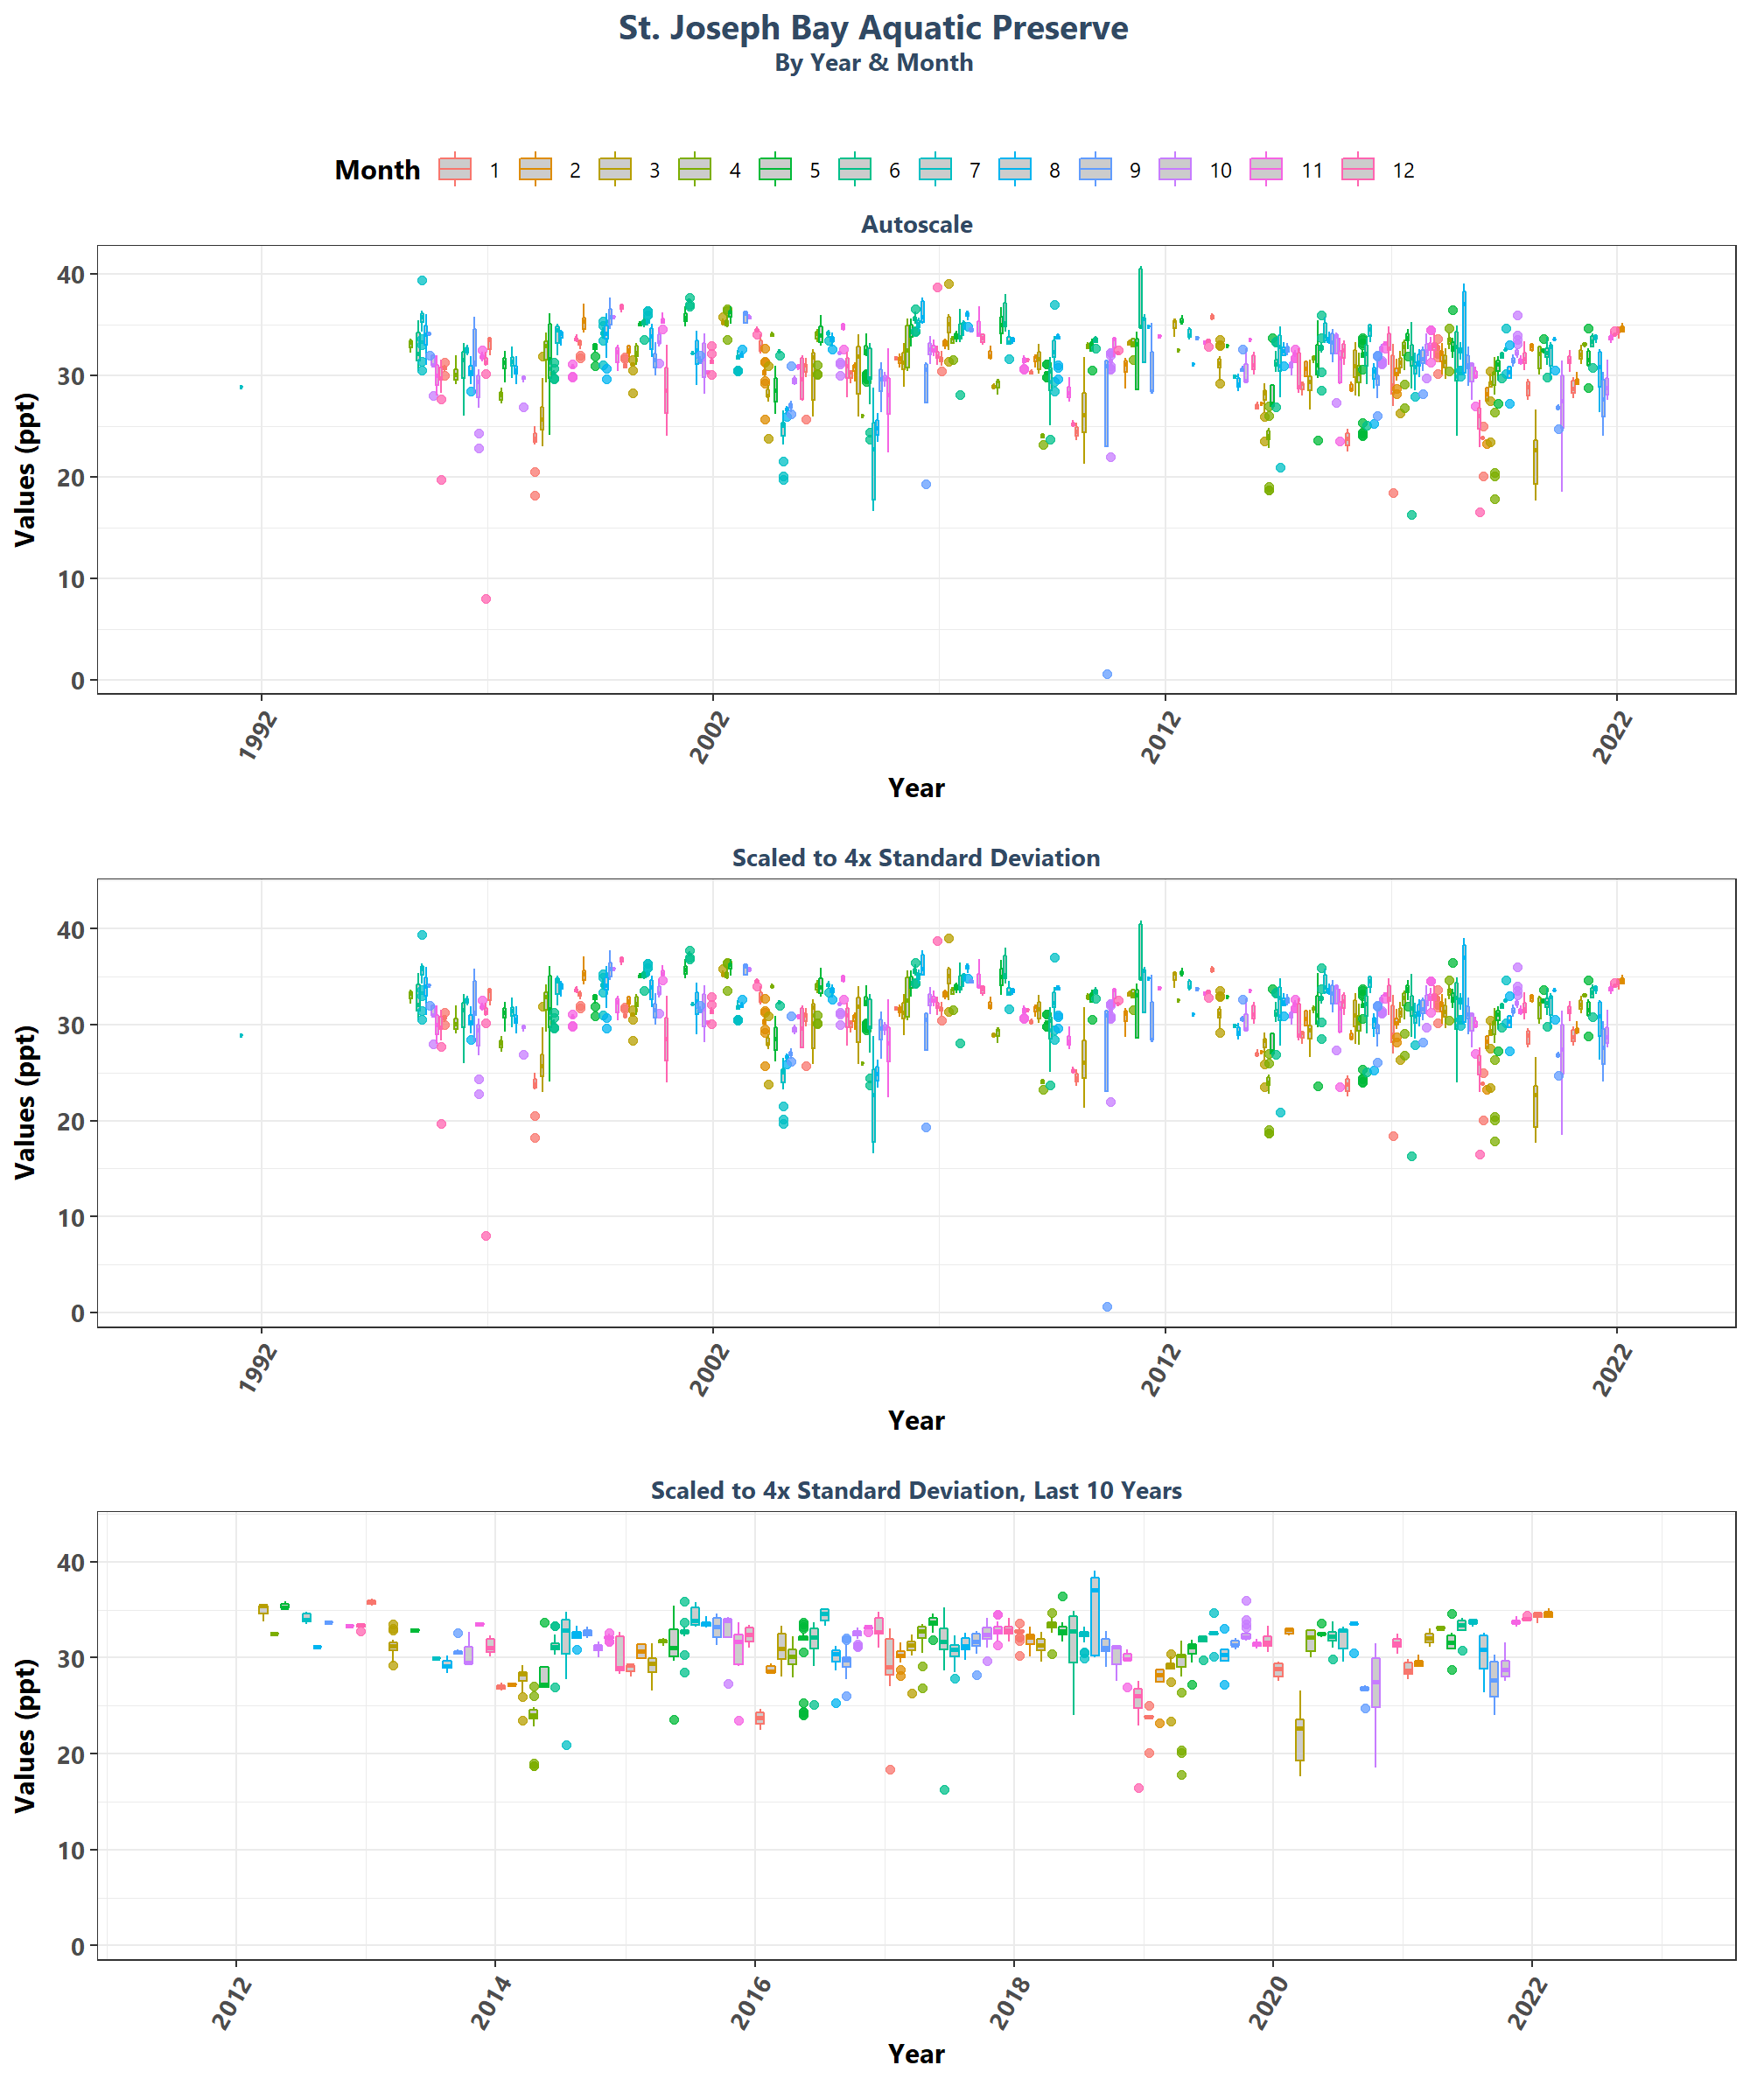 St. Joseph Bay Aquatic Preserve
By Year & Month
Month 1 2 3 4 5 6 7 8 9 10 11 12
Autoscale
Values (ppt)
40
30
20
10
0
1992 2002 2012 2022
Year
Scaled to 4x Standard Deviation
Values (ppt)
40
30
20
10
0
1992 2002 2012 2022
Year
Scaled to 4x Standard Deviation, Last 10 Years
Values (ppt)
40
30
20
10
0
2012 2014 2016 2018 2020 2022
Year